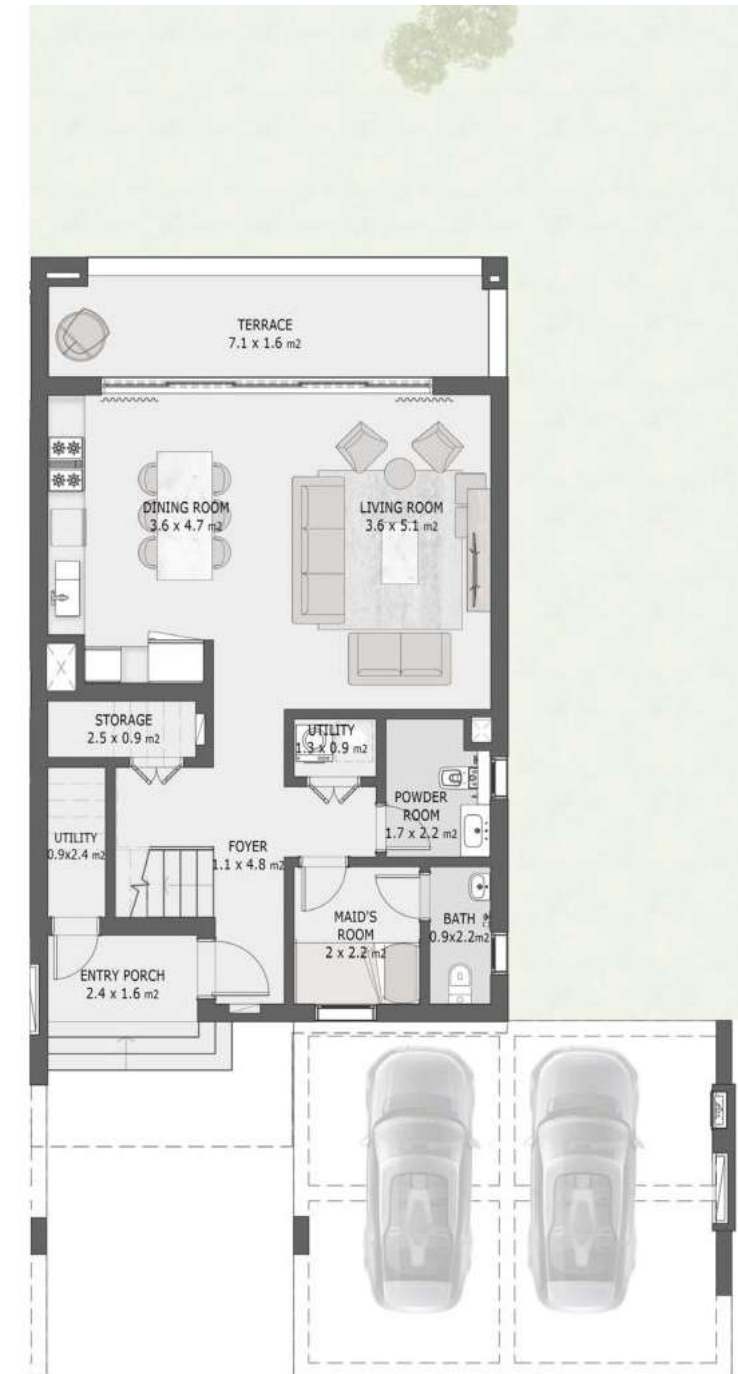 TERRACE
7.1 x 1.6 m2
DINING ROOM
3.6 x 4.7 m2
LIVING ROOM
3.6 x 5.1 m2
STORAGE
2.5 x 0.9 m2
UTILITY
1.3 x 0.9 m2
POWDER
ROOM
1.7 x 2.2 m2
UTILITY
0.9x2.4 m2
FOYER
1.1 x 4.8 m2
MAID'S
ROOM
2 x 2.2 m2
BATH
0.9x2.2m2
ENTRY PORCH
2.4 x 1.6 m2